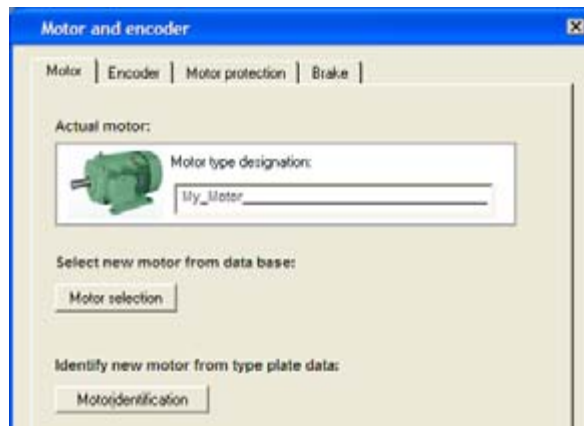 Motor and encoder
Motor Encoder Motor protection Brake
Actual motor:
Motor type designation:
My_Motor____________________________
Select new motor from data base:
Motor selection
Identify new motor from type plate data:
Motoridentification